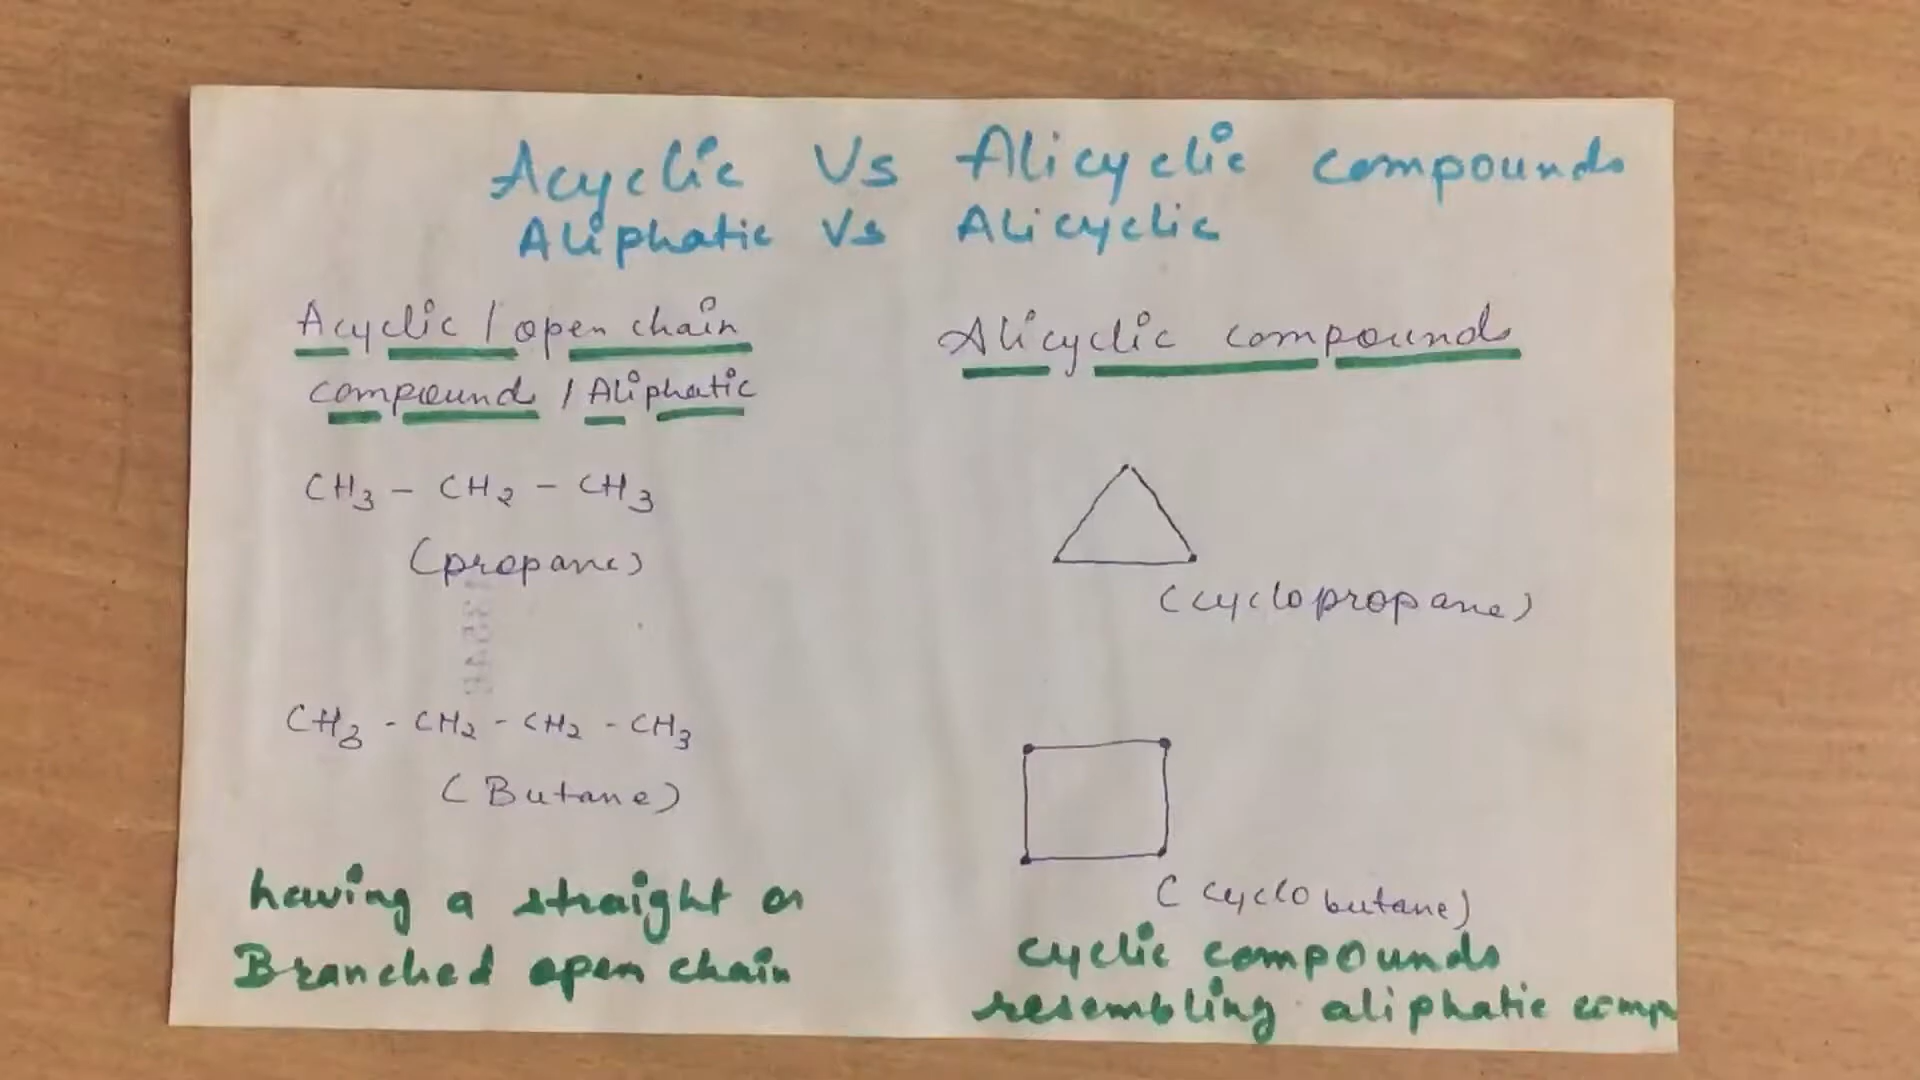 Acyclic Vs Alicyclic compounds
Aliphatic Vs Alicyclic
Acyclic / open chain
compound / Aliphatic
CH3 - CH2 - CH3
(propane)
CH3 - CH2 - CH2 - CH3
(Butane)
having a straight or
Branched open chain
Alicyclic compounds
(cyclopropane)
(cyclobutane)
cyclic compounds
resembling aliphatic comp